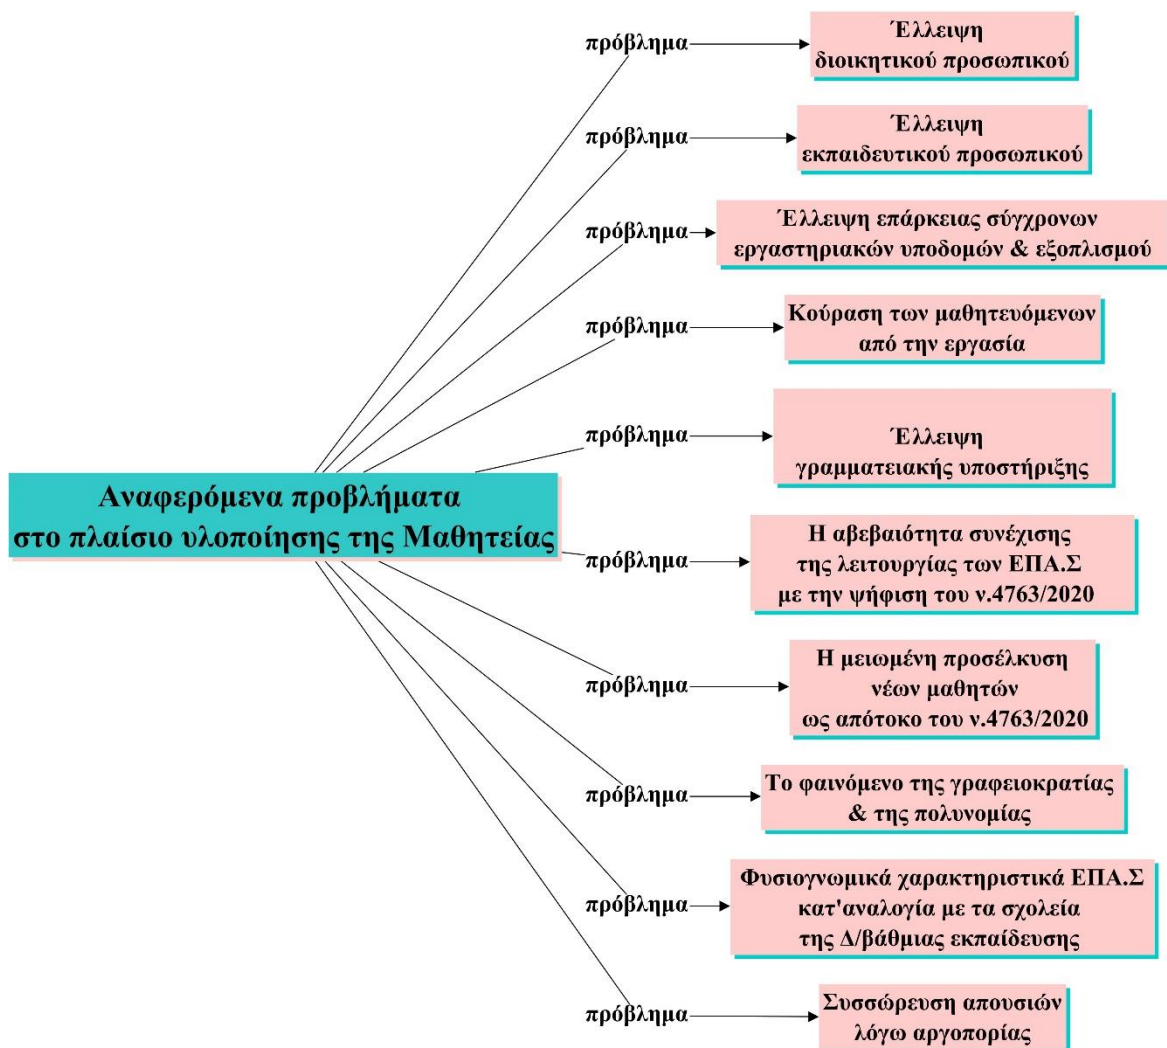 πρόβλημα
Έλλειψη
διοικητικού προσωπικού
πρόβλημα
Έλλειψη
εκπαιδευτικού προσωπικού
πρόβλημα
Έλλειψη επάρκειας σύγχρονων
εργαστηριακών υποδομών & εξοπλισμού
πρόβλημα
Κούραση των μαθητευόμενων
από την εργασία
πρόβλημα
Έλλειψη
γραμματειακής υποστήριξης
Αναφερόμενα προβλήματα
στο πλαίσιο υλοποίησης της Μαθητείας
πρόβλημα
Η αβεβαιότητα συνέχισης
της λειτουργίας των ΕΠΑ.Σ
με την ψήφιση του ν.4763/2020
πρόβλημα
Η μειωμένη προσέλκυση
νέων μαθητών
ως απότοκο του ν.4763/2020
πρόβλημα
Το φαινόμενο της γραφειοκρατίας
& της πολυνομίας
πρόβλημα
Φυσιογνωμικά χαρακτηριστικά ΕΠΑ.Σ
κατ'αναλογία με τα σχολεία
της Δ/βάθμιας εκπαίδευσης
πρόβλημα
Συσσώρευση απουσιών
λόγω αργοπορίας